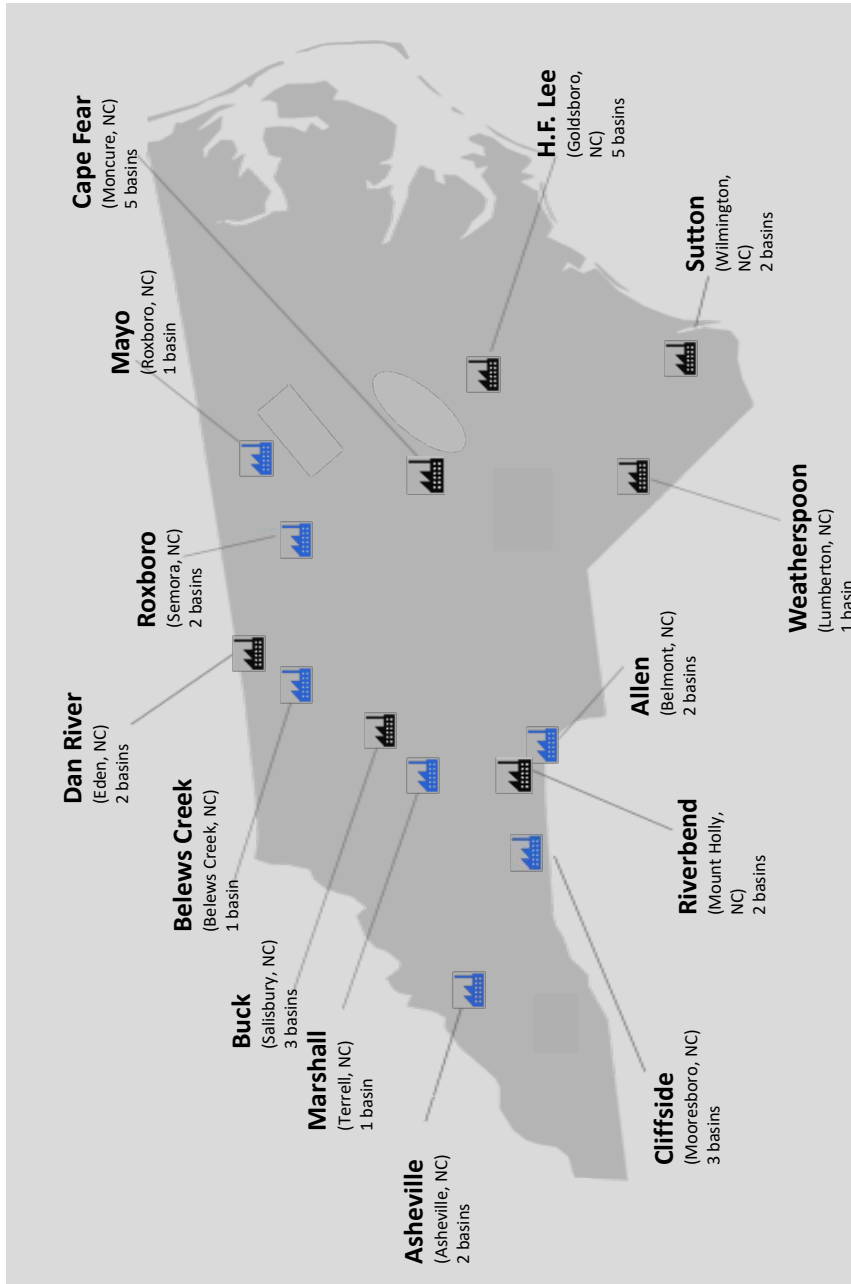 Cape Fear
(Moncure, NC)
5 basins
Mayo
(Roxboro, NC)
1 basin
Roxboro
(Semora, NC)
2 basins
Dan River
(Eden, NC)
2 basins
Belews Creek
(Belews Creek, NC)
1 basin
Buck
(Salisbury, NC)
3 basins
Marshall
(Terrell, NC)
1 basin
Asheville
(Asheville, NC)
2 basins
Cliffside
(Mooresboro, NC)
3 basins
Riverbend
(Mount Holly,
NC)
2 basins
Allen
(Belmont, NC)
2 basins
Weatherspoon
(Lumberton, NC)
1 basin
Sutton
(Wilmington,
NC)
2 basins
H.F. Lee
(Goldsboro,
NC)
5 basins